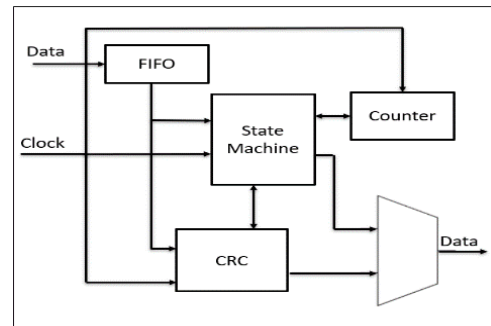 Data
FIFO
State
Machine
Counter
Clock
CRC
Data